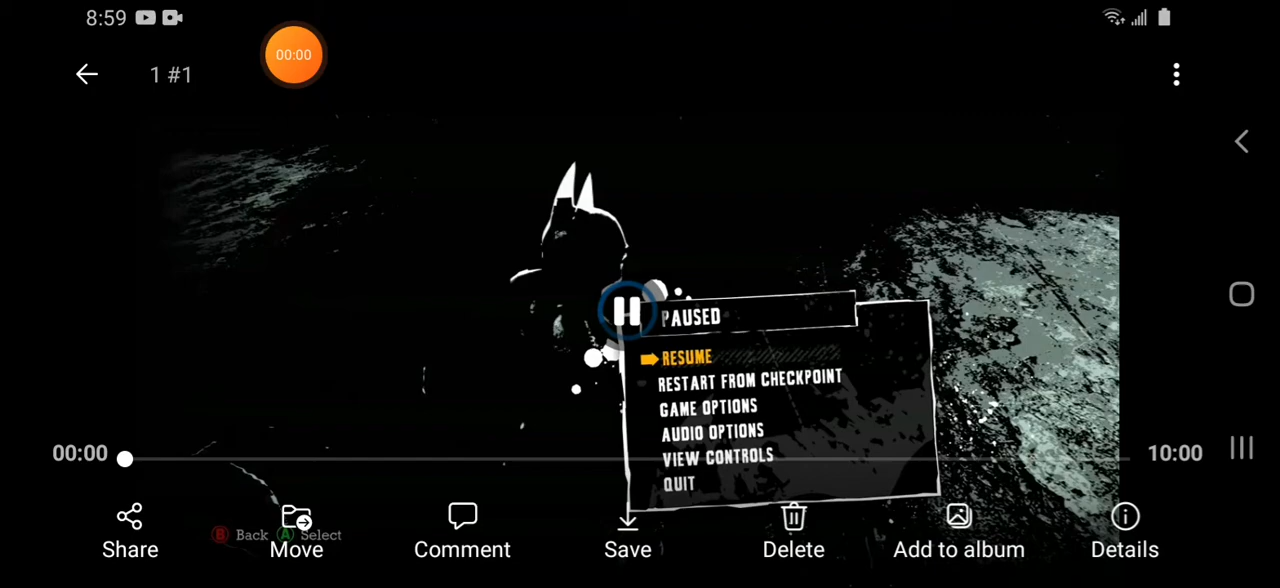 8:59
00:00
1 #1
PAUSED
RESUME
RESTART FROM CHECKPOINT
GAME OPTIONS
AUDIO OPTIONS
VIEW CONTROLS
QUIT
00:00
10:00
B Back A Select
Share
Move
Comment
Save
Delete
Add to album
Details